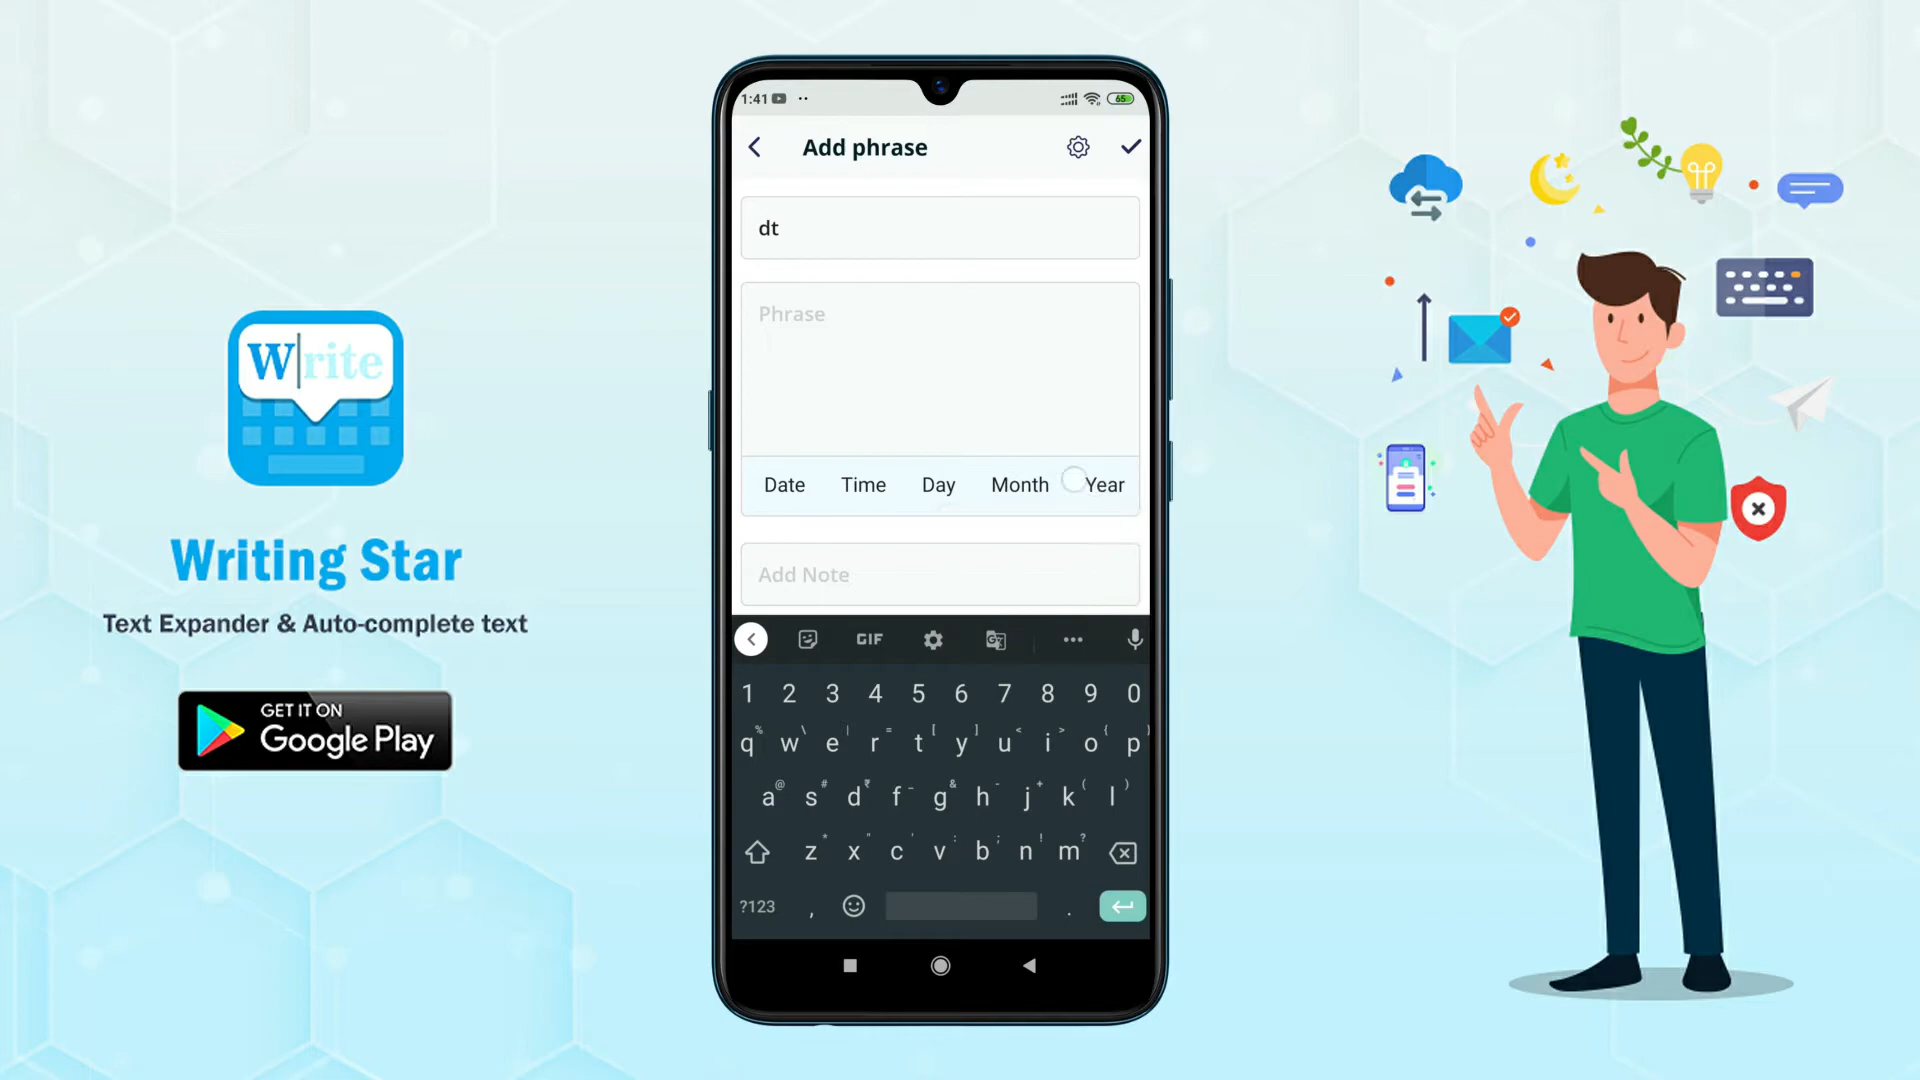 Write
Writing Star
Text Expander & Auto-complete text
GET IT ON
Google Play
1:41
65
Add phrase
dt
Phrase
Date Time Day Month Year
Add Note
GIF
1 2 3 4 5 6 7 8 9 0
q w e r t y u i o p
% \ | = [ ] < > { }
a s d f g h j k l
@ # ₹ _ & - + ( )
z x c v b n m
* " ' : ; ! ?
?123 , .